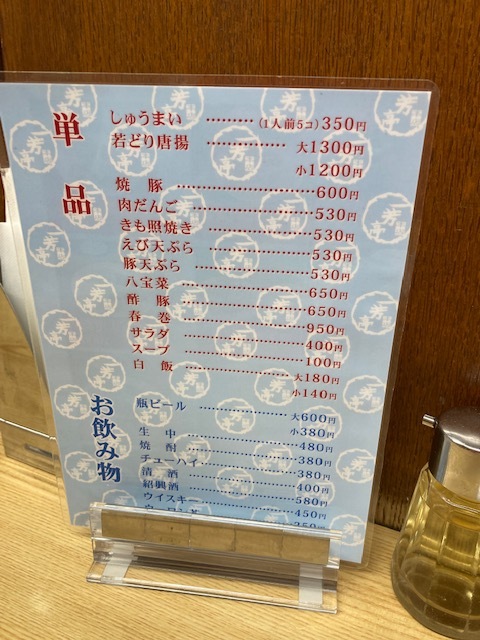 単品
しゅうまい ……… (1人前5コ) 350円
若どり唐揚 ……… 大1300円
小1200円
焼豚 ……… 600円
肉だんご ……… 530円
きも照焼き ……… 530円
えび天ぷら ……… 530円
豚天ぷら ……… 530円
八宝菜 ……… 650円
酢豚 ……… 650円
春巻 ……… 950円
サラダ ……… 400円
スープ ……… 100円
白飯 ……… 大180円
小140円
お飲み物
瓶ビール ……… 大600円
小380円
生中 ……… 480円
焼酎 ……… 380円
チューハイ ……… 380円
清酒 ……… 400円
紹興酒 ……… 580円
ウイスキー ……… 450円
350円